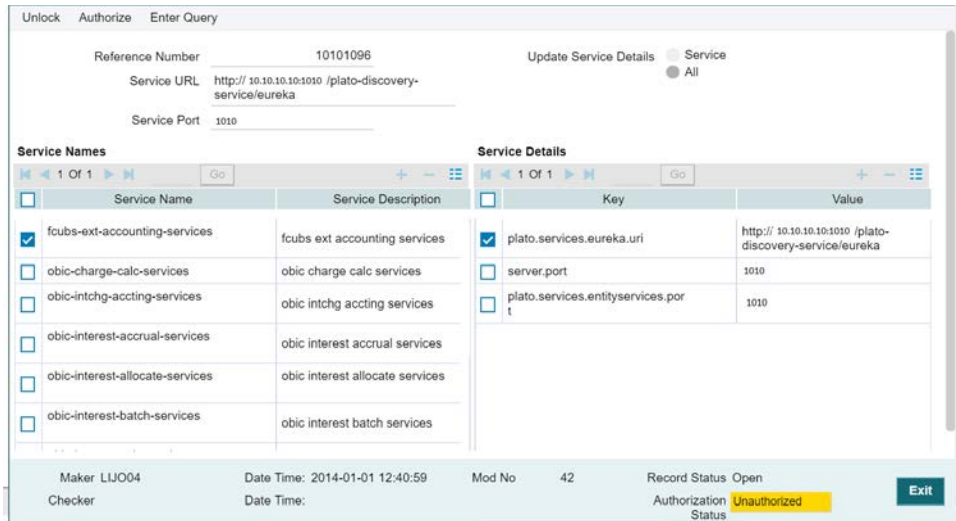 Unlock Authorize Enter Query
Reference Number 10101096
Update Service Details Service
All
Service URL http:// 10.10.10.10:1010 /plato-discovery-
service/eureka
Service Port 1010
Service Names
1 Of 1 Go
Service Name Service Description
fcubs-ext-accounting-services fcubs ext accounting services
obic-charge-calc-services obic charge calc services
obic-intchg-accting-services obic intchg accting services
obic-interest-accrual-services obic interest accrual services
obic-interest-allocate-services obic interest allocate services
obic-interest-batch-services obic interest batch services
Service Details
1 Of 1 Go
Key Value
plato.services.eureka.uri http:// 10.10.10.10:1010 /plato-
discovery-service/eureka
server.port 1010
plato.services.entityservices.por
t 1010
Maker LIJO04 Date Time: 2014-01-01 12:40:59 Mod No 42 Record Status Open
Checker Date Time: Authorization
Status Unauthorized
Exit